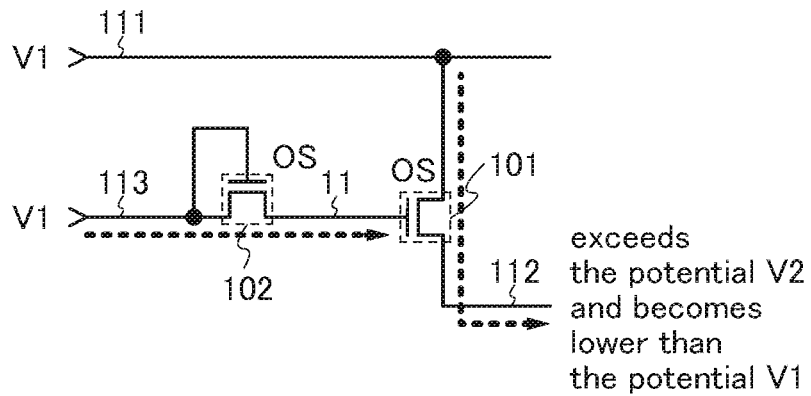 111
V1
OS
OS
101
113
11
V1
102
112
exceeds
the potential V2
and becomes
lower than
the potential V1